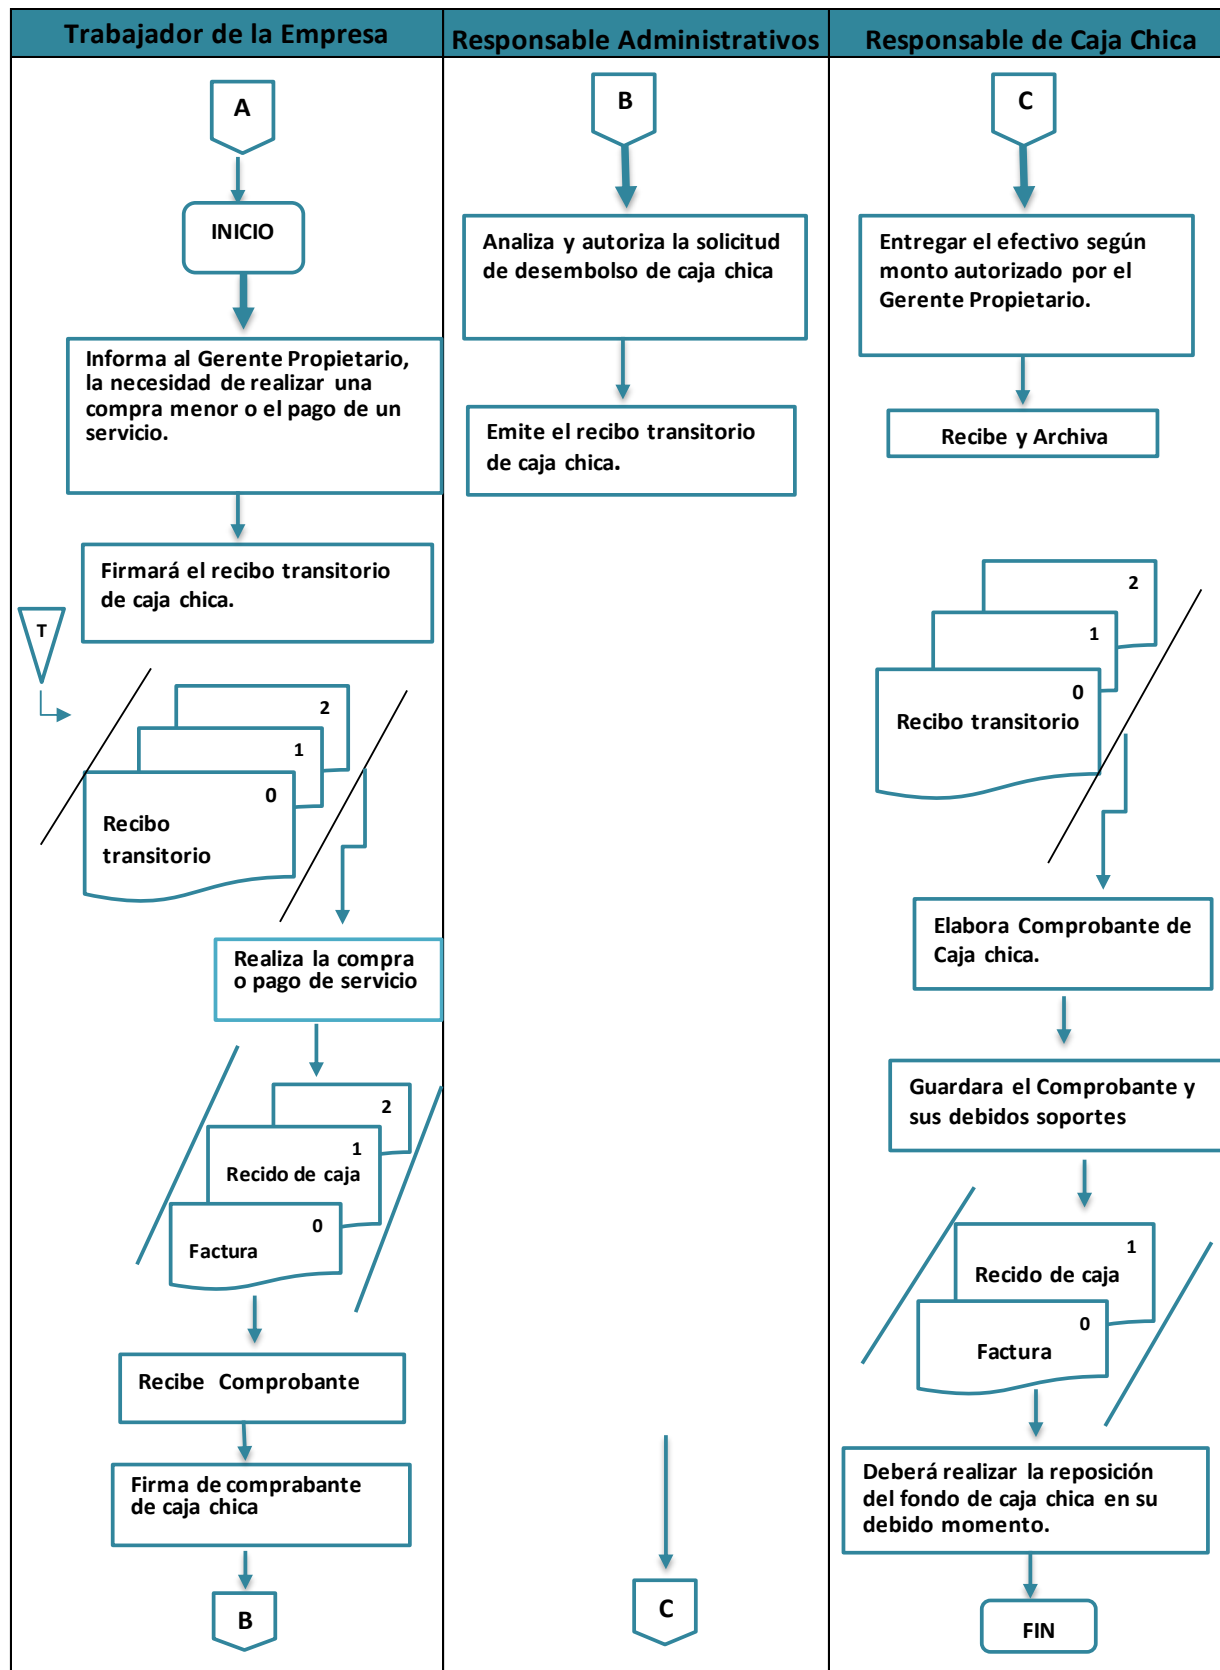 Trabajador de la Empresa
A
INICIO
Informa al Gerente Propietario,
la necesidad de realizar una
compra menor o el pago de un
servicio.
Firmará el recibo transitorio
de caja chica.
T
2
1
0
Recibo
transitorio
Realiza la compra
o pago de servicio
2
1
Recido de caja
0
Factura
Recibe Comprobante
Firma de comprabante
de caja chica
B
Responsable Administrativos
B
Analiza y autoriza la solicitud
de desembolso de caja chica
Emite el recibo transitorio
de caja chica.
C
Responsable de Caja Chica
C
Entregar el efectivo según
monto autorizado por el
Gerente Propietario.
Recibe y Archiva
2
1
0
Recibo transitorio
Elabora Comprobante de
Caja chica.
Guardara el Comprobante y
sus debidos soportes
1
Recido de caja
0
Factura
Deberá realizar la reposición
del fondo de caja chica en su
debido momento.
FIN